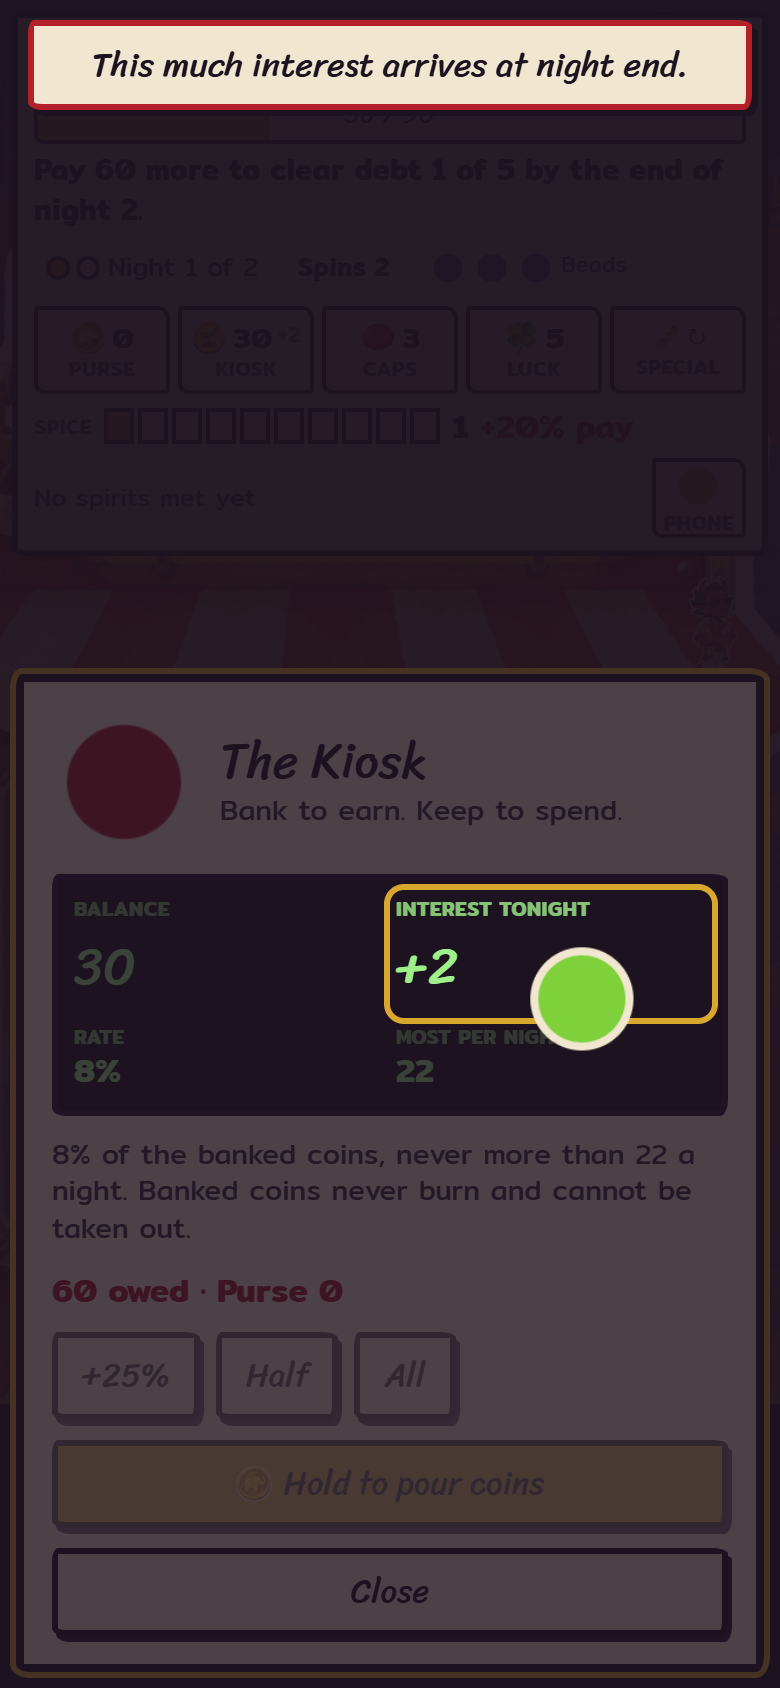 This much interest arrives at night end.
30 / 90
Pay 60 more to clear debt 1 of 5 by the end of
night 2.
Night 1 of 2 Spins 2 Beads
0 30 +2 3 5 ↻
PURSE KIOSK CAPS LUCK SPECIAL
SPICE 1 +20% pay
No spirits met yet
PHONE
The Kiosk
Bank to earn. Keep to spend.
BALANCE INTEREST TONIGHT
30 +2
RATE MOST PER NIGH
8% 22
8% of the banked coins, never more than 22 a
night. Banked coins never burn and cannot be
taken out.
60 owed · Purse 0
+25% Half All
Hold to pour coins
Close